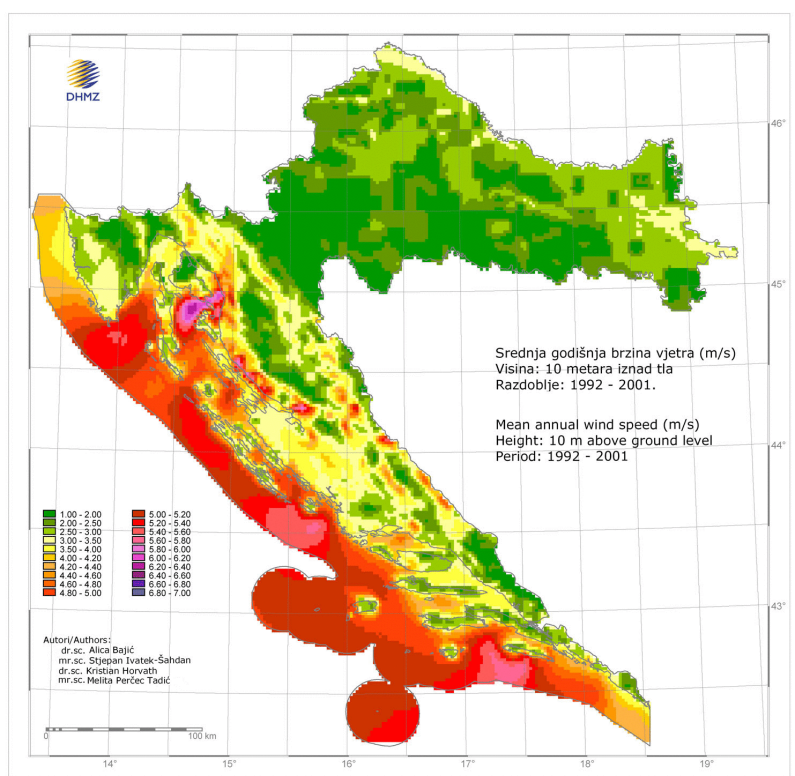 DHMZ
46°
45°
Srednja godišnja brzina vjetra (m/s)
Visina: 10 metara iznad tla
Razdoblje: 1992 - 2001.
Mean annual wind speed (m/s)
Height: 10 m above ground level
Period: 1992 - 2001
44°
1.00 - 2.00 5.00 - 5.20
2.00 - 2.50 5.20 - 5.40
2.50 - 3.00 5.40 - 5.60
3.00 - 3.50 5.60 - 5.80
3.50 - 4.00 5.80 - 6.00
4.00 - 4.20 6.00 - 6.20
4.20 - 4.40 6.20 - 6.40
4.40 - 4.60 6.40 - 6.60
4.60 - 4.80 6.60 - 6.80
4.80 - 5.00 6.80 - 7.00
43°
Autori/Authors:
dr.sc. Alica Bajić
mr.sc. Stjepan Ivatek-Šahdan
dr.sc. Kristian Horvath
mr.sc. Melita Perčec Tadić
0 100 km
14° 15° 16° 17° 18° 19°